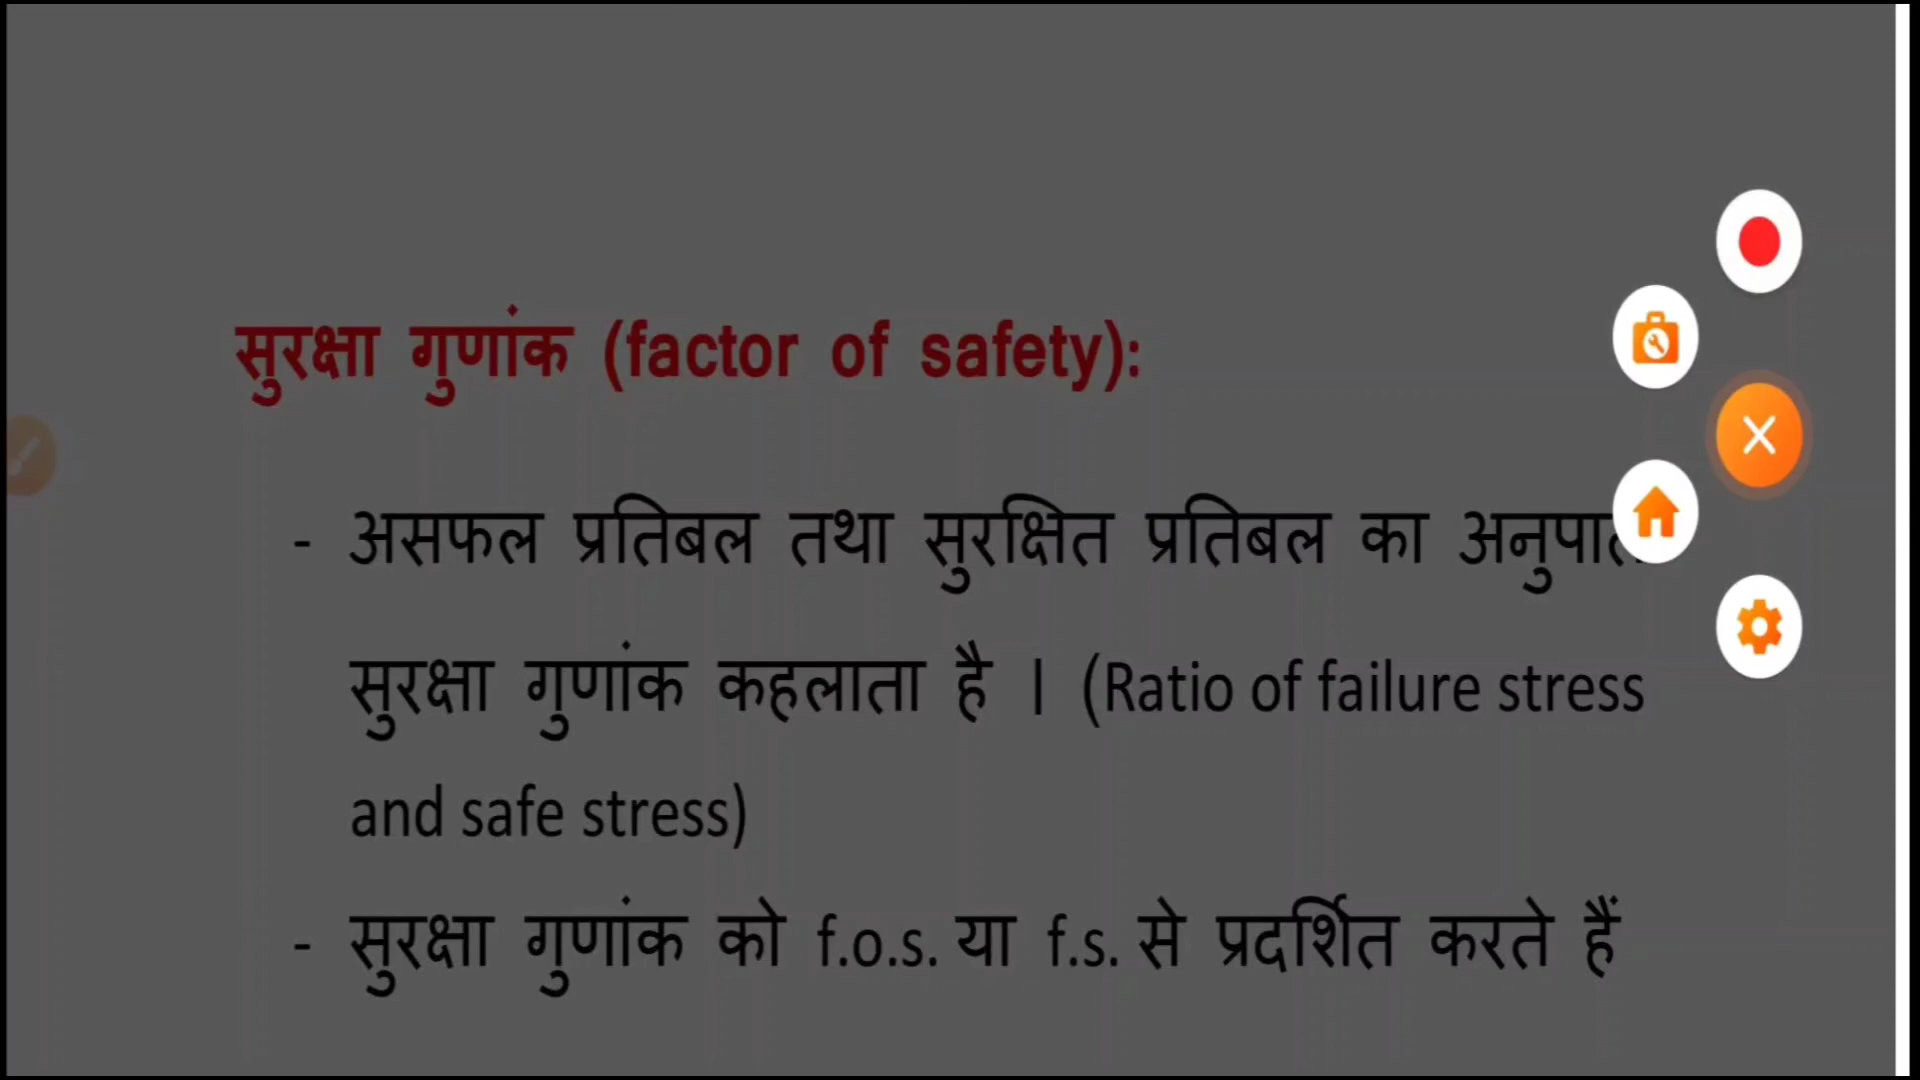 सुरक्षा गुणांक (factor of safety):
- असफल प्रतिबल तथा सुरक्षित प्रतिबल का
सुरक्षा गुणांक कहलाता है । (Ratio of failure stress
and safe stress)
- सुरक्षा गुणांक को f.o.s. या f.s. से प्रदर्शित करते हैं